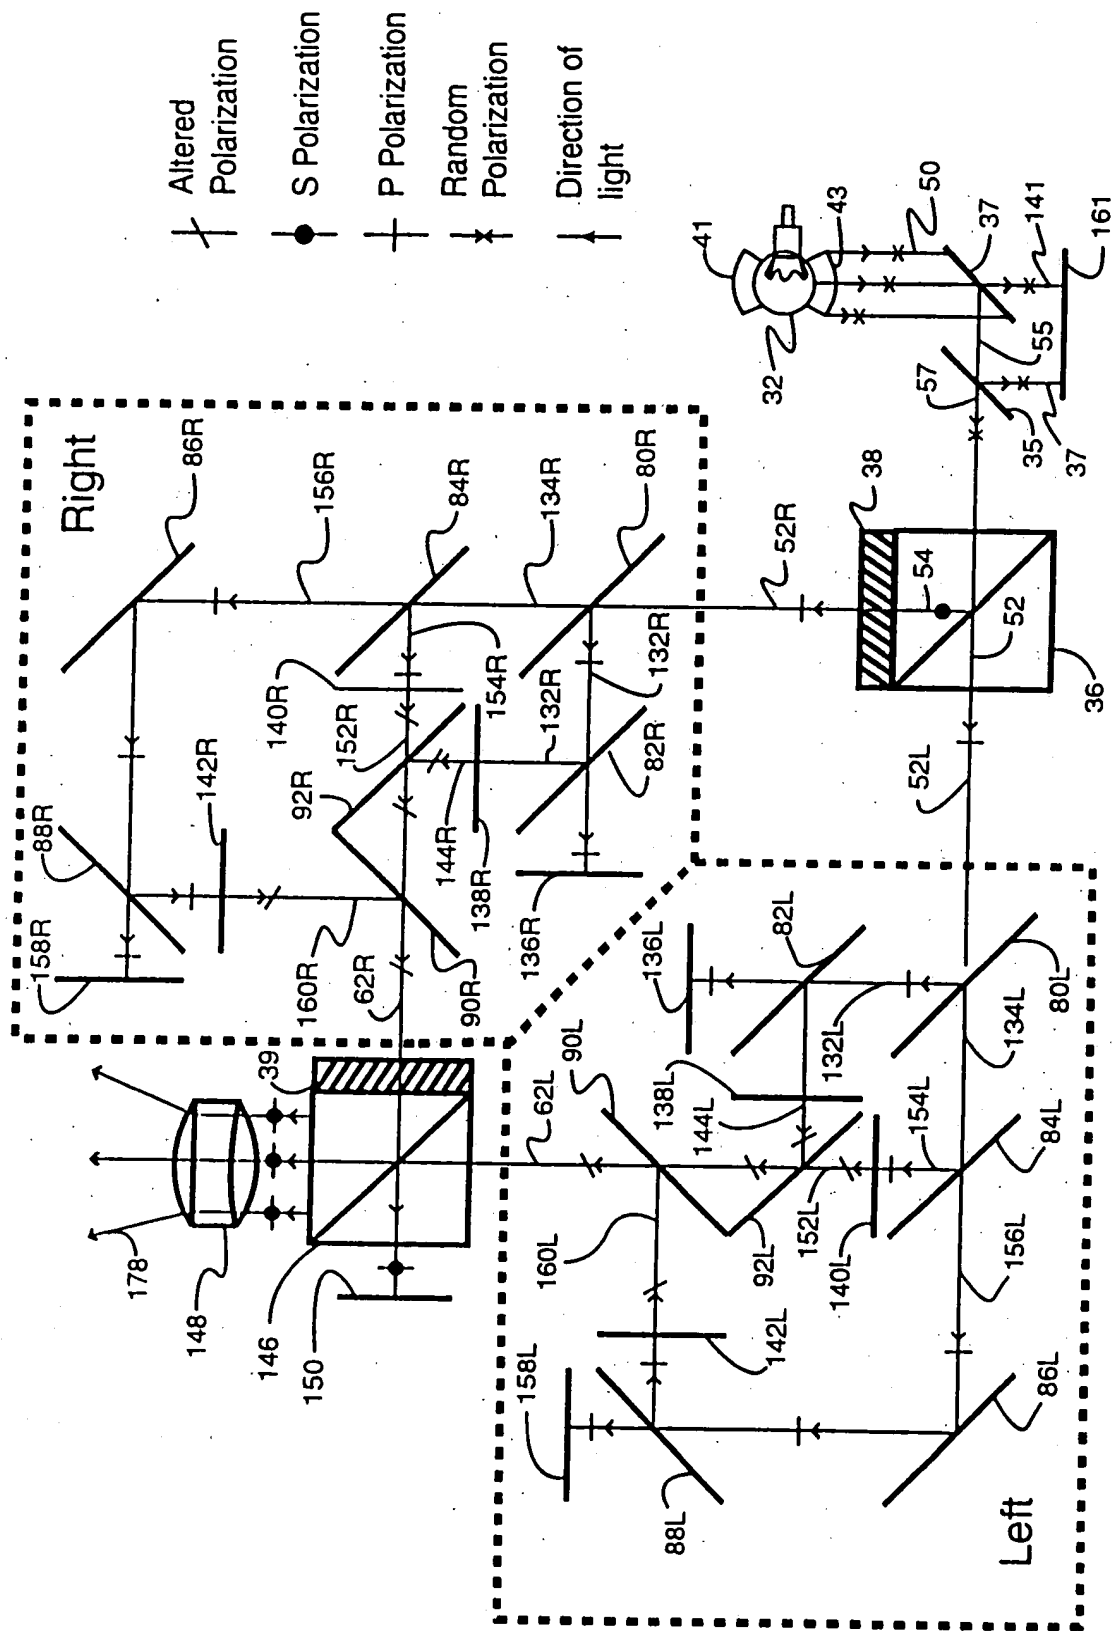 Altered
Polarization
S Polarization
P Polarization
Random
Polarization
Direction of
light
Right
86R
88R
158R
142R
156R
140R
84R
92R
152R
154R
134R
80R
160R
62R
90R
144R
138R
132R
132R
136R
82R
178
148
146
150
39
52R
38
54
52
36
52L
41
32
43
50
37
57
55
35
37
141
161
90L
62L
136L
82L
138L
144L
132L
80L
134L
154L
84L
160L
92L
152L
140L
156L
158L
142L
88L
86L
Left